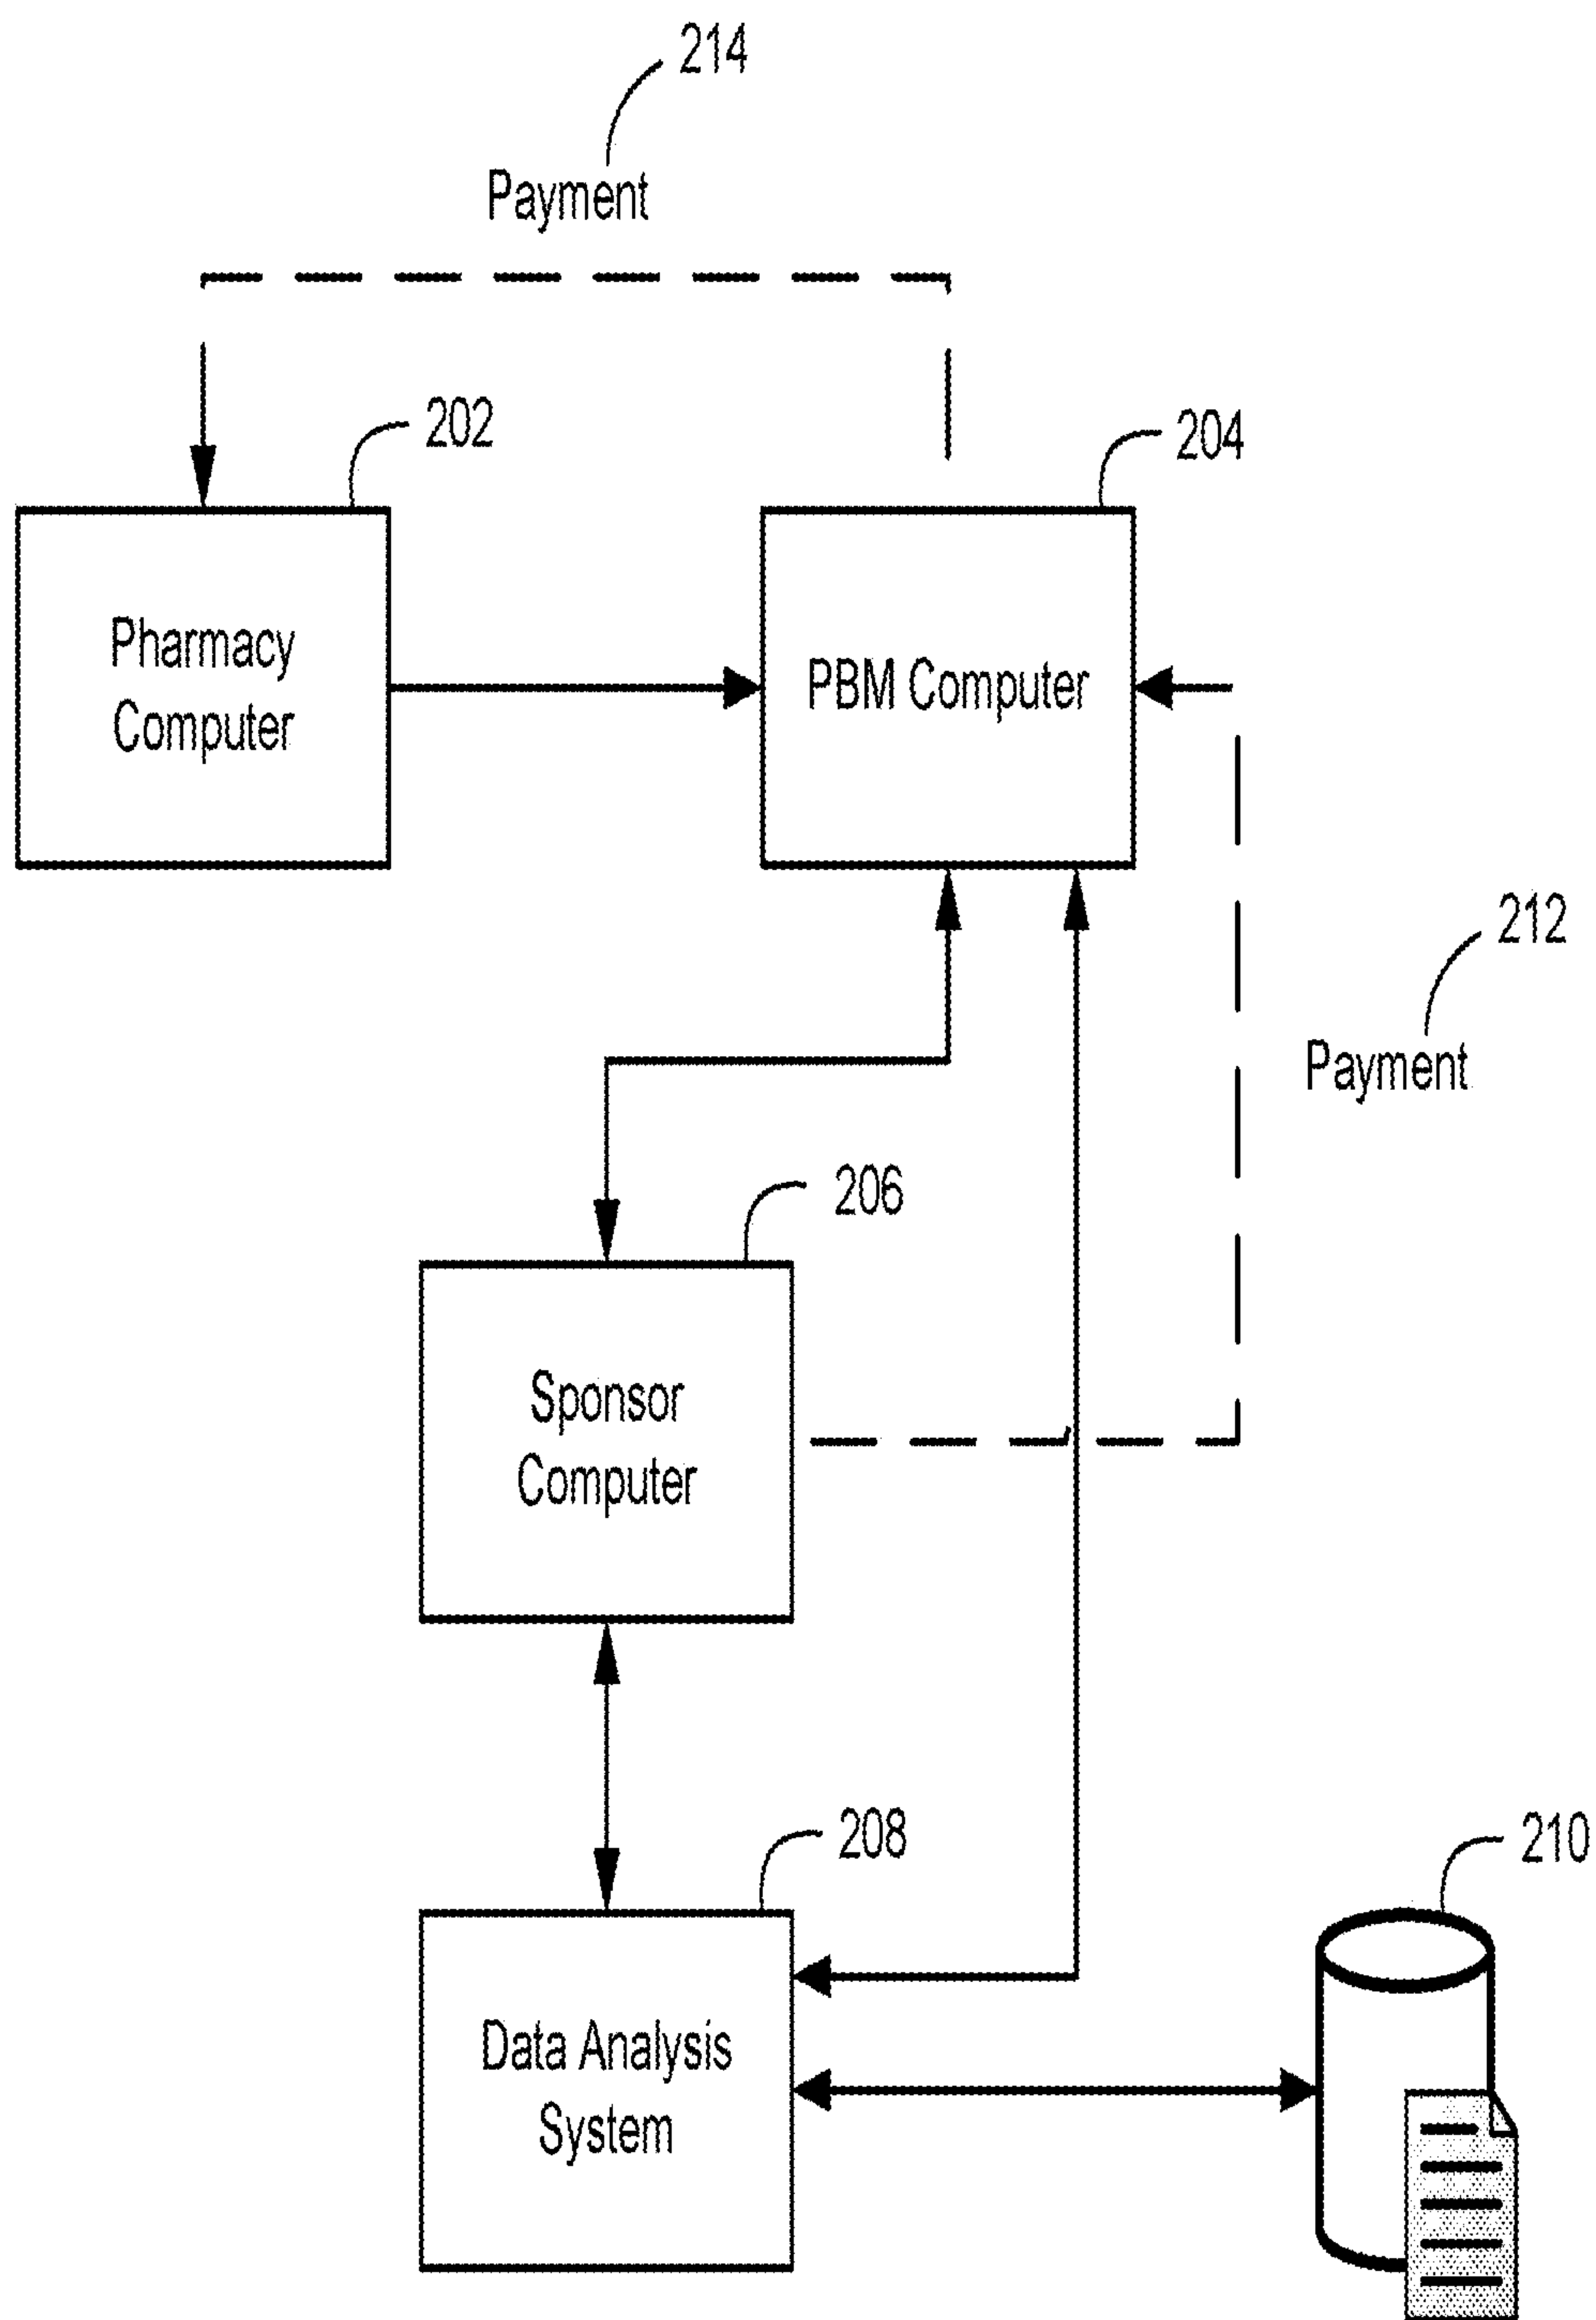 214
Payment
202
204
Pharmacy
Computer
PBM Computer
212
Payment
206
Sponsor
Computer
208
210
Data Analysis
System